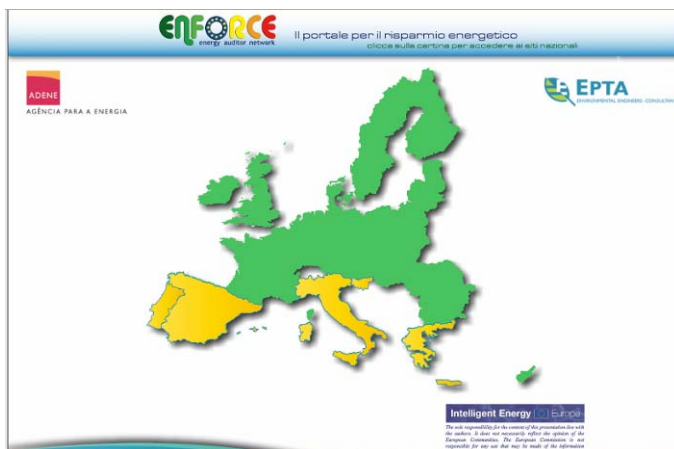 ENFORCE
energy auditor network
Il portale per il risparmio energetico
clicca sulla cartina per accedere ai siti nazionali
ADENE
AGÊNCIA PARA A ENERGIA
EPTA
ENVIRONMENTAL ENGINEERS - CONSULTANTS
Intelligent Energy Europe
The sole responsibility for the content of this presentation lies with
the authors. It does not necessarily reflect the opinion of the
European Communities. The European Commission is not
responsible for any use that may be made of the information